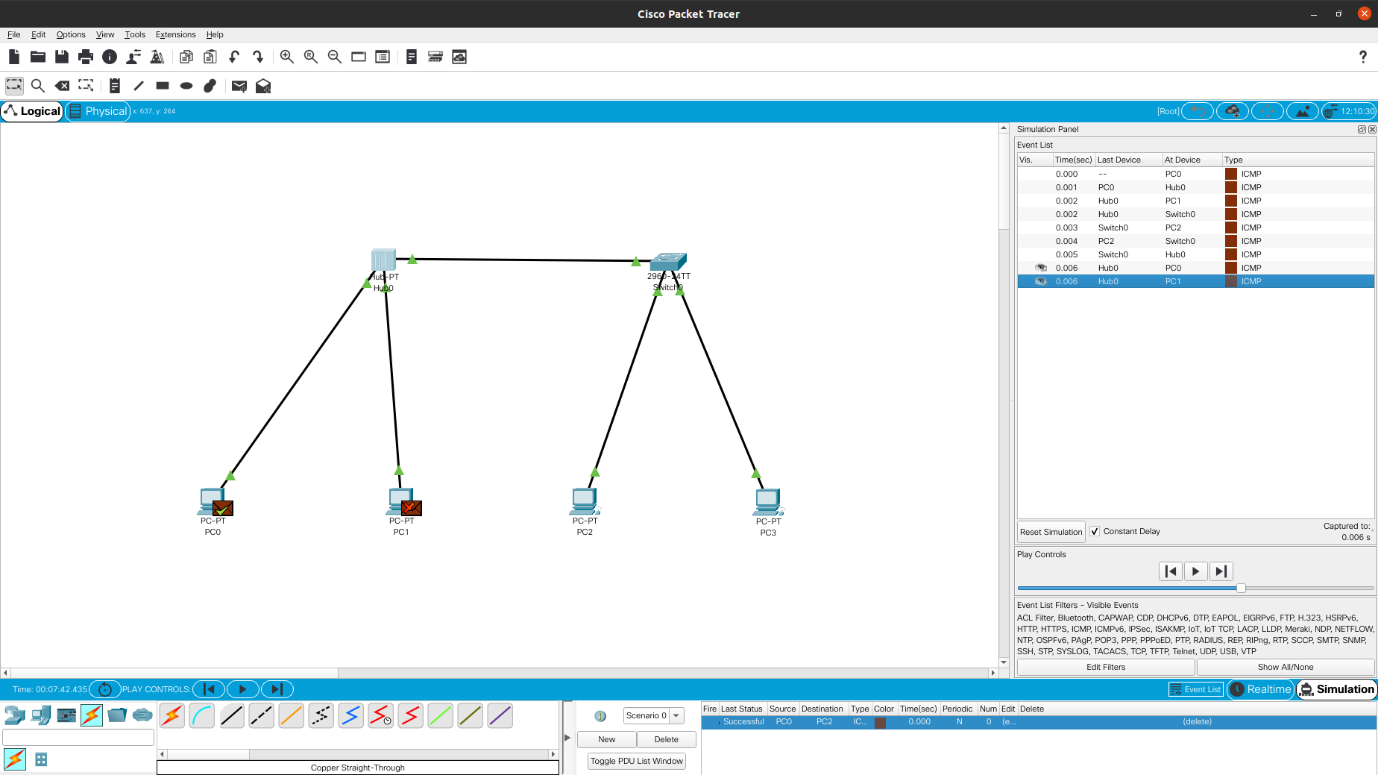 Cisco Packet Tracer
File Edit Options View Tools Extensions Help
Logical Physical x: 637, y: 264 [Root] 12:10:30
Simulation Panel
Event List
Vis. Time(sec) Last Device At Device Type
0.000 -- PC0 ICMP
0.001 PC0 Hub0 ICMP
0.002 Hub0 PC1 ICMP
0.002 Hub0 Switch0 ICMP
0.003 Switch0 PC2 ICMP
0.004 PC2 Switch0 ICMP
0.005 Switch0 Hub0 ICMP
0.006 Hub0 PC0 ICMP
0.006 Hub0 PC1 ICMP
Hub-PT
Hub0
2960-24TT
Switch0
PC-PT
PC0
PC-PT
PC1
PC-PT
PC2
PC-PT
PC3
Reset Simulation Constant Delay Captured to:
0.006 s
Play Controls
Event List Filters - Visible Events
ACL Filter, Bluetooth, CAPWAP, CDP, DHCPv6, DTP, EAPOL, EIGRPv6, FTP, H.323, HSRPv6,
HTTP, HTTPS, ICMP, ICMPv6, IPSec, ISAKMP, IoT, IoT TCP, LACP, LLDP, Meraki, NDP, NETFLOW,
NTP, OSPFv6, PAgP, POP3, PPP, PPPoED, PTP, RADIUS, REP, RIPng, RTP, SCCP, SMTP, SNMP,
SSH, STP, SYSLOG, TACACS, TCP, TFTP, Telnet, UDP, USB, VTP
Edit Filters Show All/None
Time: 00:07:42.435 PLAY CONTROLS: Event List Realtime Simulation
Scenario 0
New Delete
Toggle PDU List Window
Fire Last Status Source Destination Type Color Time(sec) Periodic Num Edit Delete
Successful PC0 PC2 IC... 0.000 N 0 (e... (delete)
Copper Straight-Through